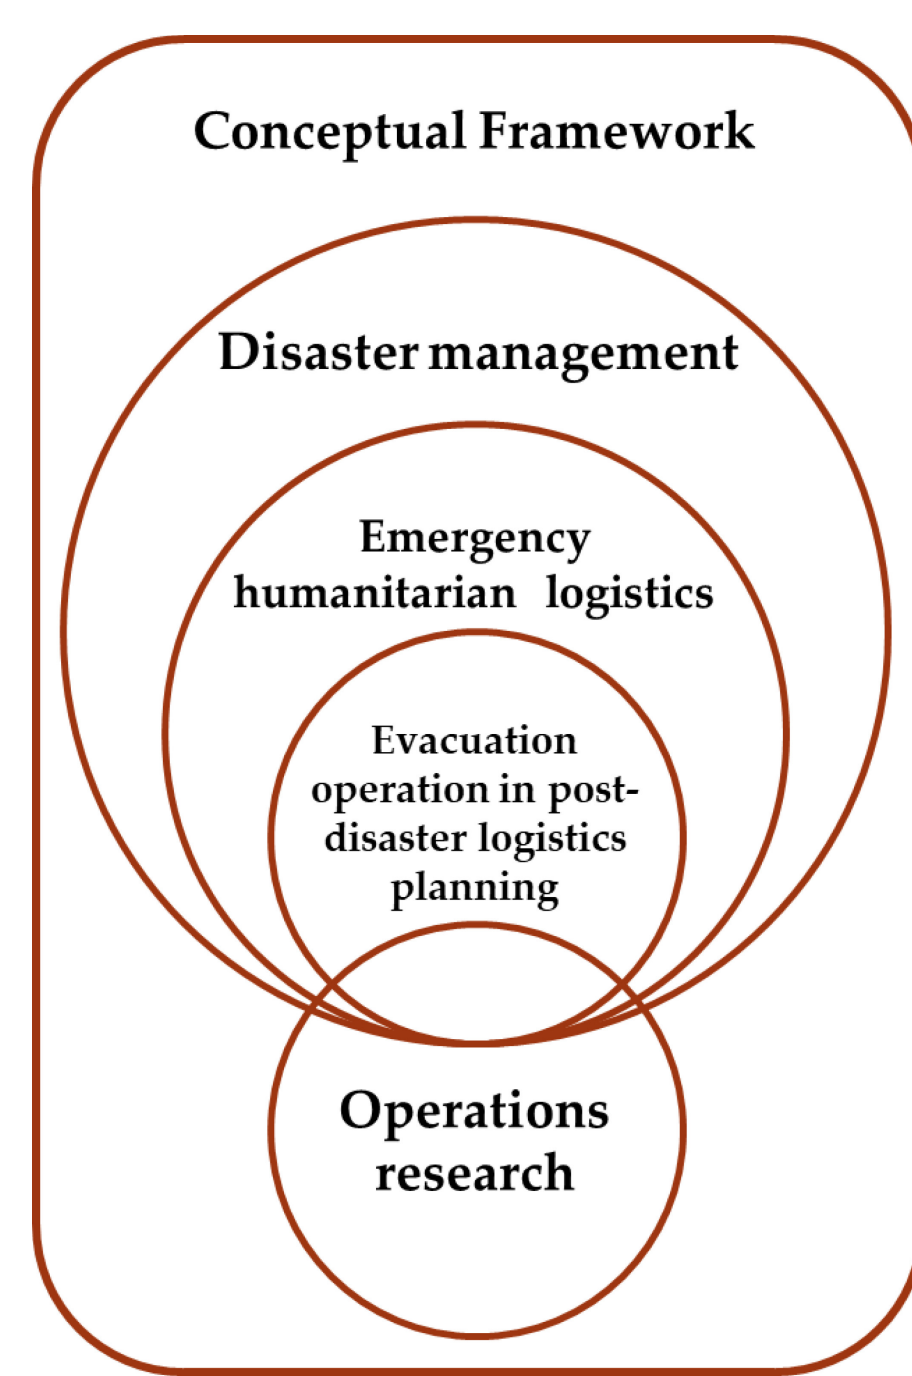 Conceptual Framework
Disaster management
Emergency
humanitarian logistics
Evacuation
operation in post-
disaster logistics
planning
Operations
research